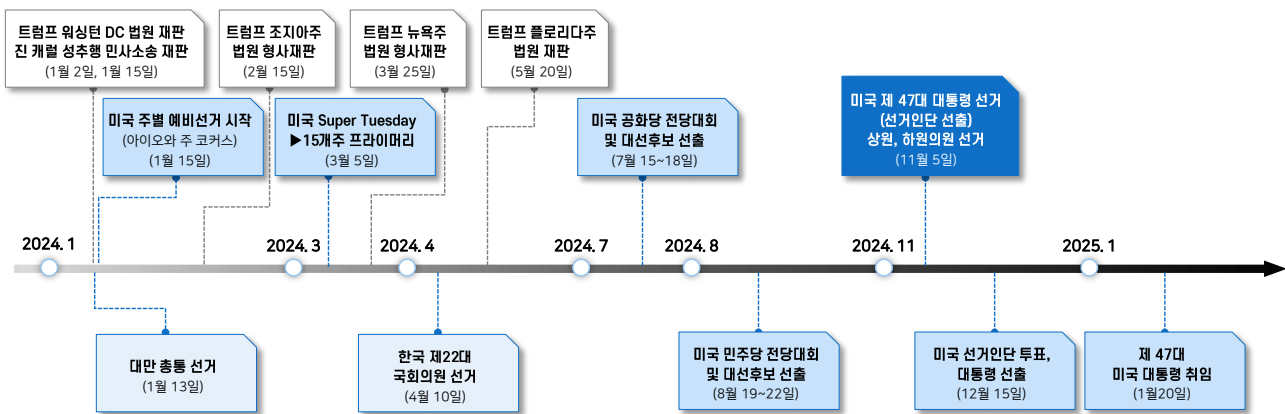 트럼프 워싱턴 DC 법원 재판
진 캐럴 성추행 민사소송 재판
(1월 2일, 1월 15일)
트럼프 조지아주
법원 형사재판
(2월 15일)
트럼프 뉴욕주
법원 형사재판
(3월 25일)
트럼프 플로리다주
법원 재판
(5월 20일)
미국 주별 예비선거 시작
(아이오와 주 코커스)
(1월 15일)
미국 Super Tuesday
▶15개주 프라이머리
(3월 5일)
미국 공화당 전당대회
및 대선후보 선출
(7월 15~18일)
미국 제 47대 대통령 선거
(선거인단 선출)
상원, 하원의원 선거
(11월 5일)
2024. 1
2024. 3
2024. 4
2024. 7
2024. 8
2024. 11
2025. 1
대만 총통 선거
(1월 13일)
한국 제22대
국회의원 선거
(4월 10일)
미국 민주당 전당대회
및 대선후보 선출
(8월 19~22일)
미국 선거인단 투표,
대통령 선출
(12월 15일)
제 47대
미국 대통령 취임
(1월20일)